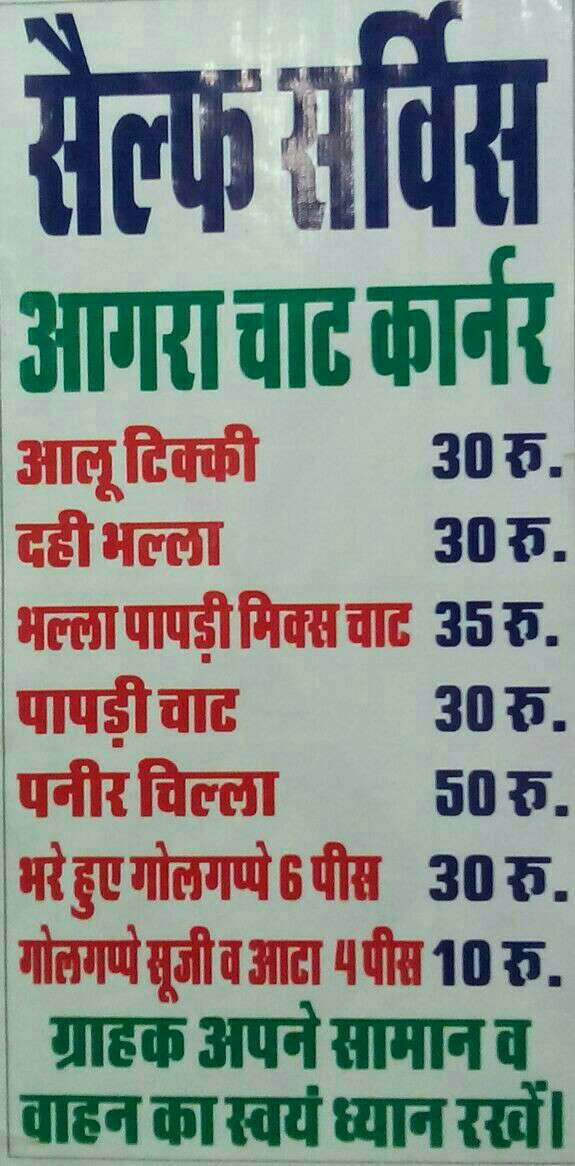 सैल्फ सर्विस
आगरा चाट कार्नर
आलू टिक्की 30 रु.
दही भल्ला 30 रु.
भल्ला पापड़ी मिक्स चाट 35 रु.
पापड़ी चाट 30 रु.
पनीर चिल्ला 50 रु.
भरे हुए गोलगप्पे 6 पीस 30 रु.
गोलगप्पे सूजी व आटा 4 पीस 10 रु.
ग्राहक अपने सामान व
वाहन का स्वयं ध्यान रखें।